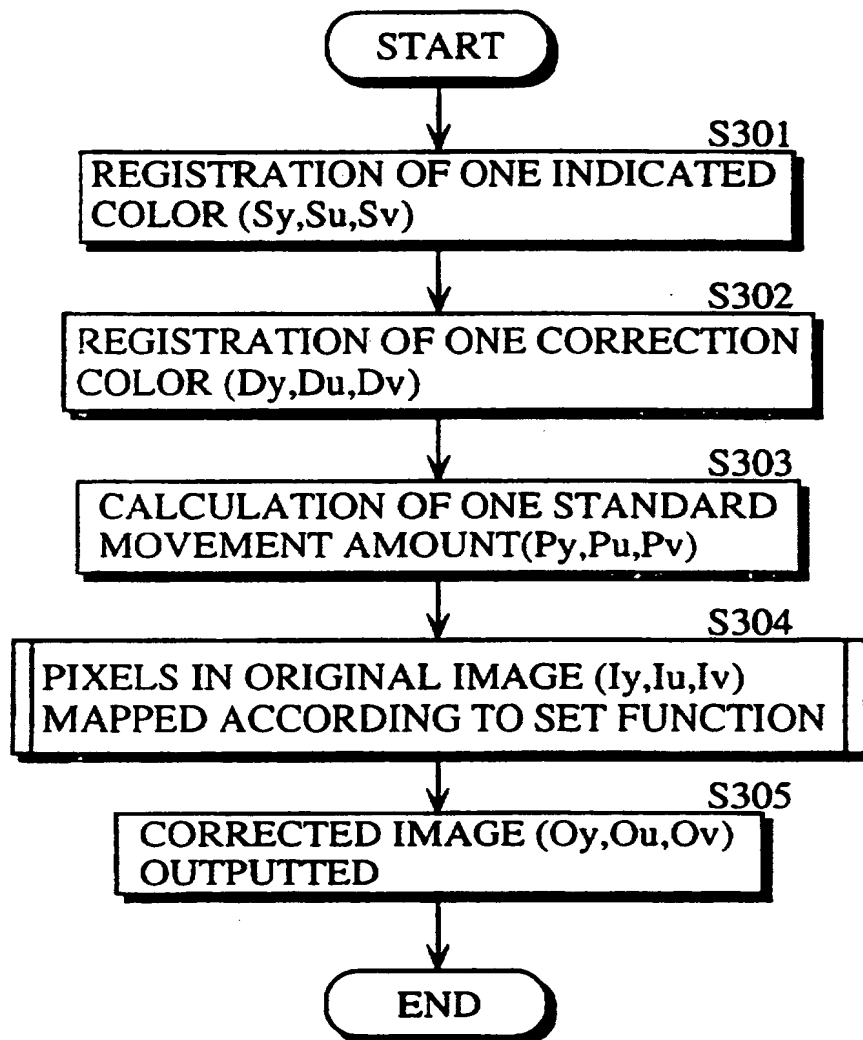 START
S301
REGISTRATION OF ONE INDICATED
COLOR (Sy,Su,Sv)
S302
REGISTRATION OF ONE CORRECTION
COLOR (Dy,Du,Dv)
S303
CALCULATION OF ONE STANDARD
MOVEMENT AMOUNT(Py,Pu,Pv)
S304
PIXELS IN ORIGINAL IMAGE (Iy,Iu,Iv)
MAPPED ACCORDING TO SET FUNCTION
S305
CORRECTED IMAGE (Oy,Ou,Ov)
OUTPUTTED
END